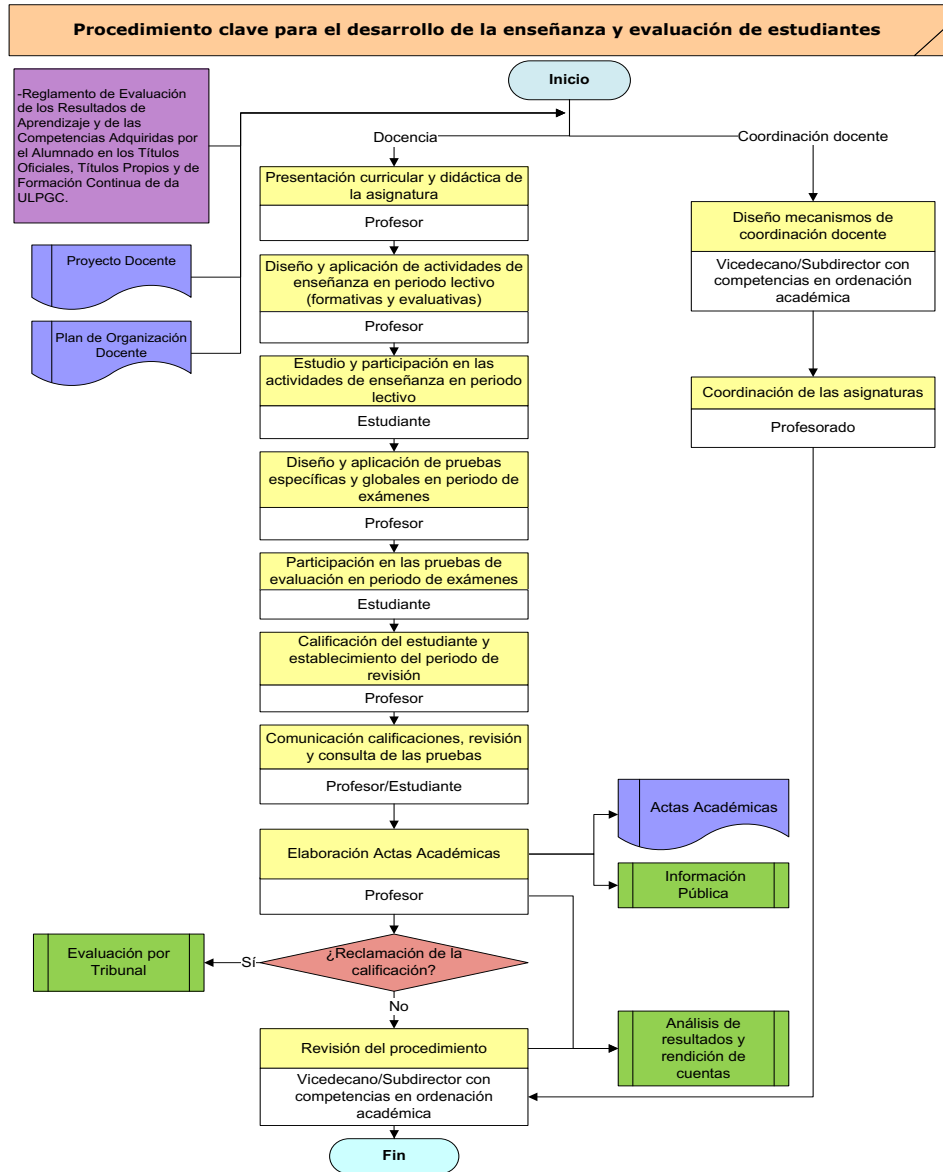 Procedimiento clave para el desarrollo de la enseñanza y evaluación de estudiantes
Inicio
-Reglamento de Evaluación
de los Resultados de
Aprendizaje y de las
Competencias Adquiridas por
el Alumnado en los Títulos
Oficiales, Títulos Propios y de
Formación Continua de da
ULPGC.
Proyecto Docente
Plan de Organización
Docente
Docencia
Coordinación docente
Presentación curricular y didáctica de
la asignatura
Profesor
Diseño y aplicación de actividades de
enseñanza en periodo lectivo
(formativas y evaluativas)
Profesor
Estudio y participación en las
actividades de enseñanza en periodo
lectivo
Estudiante
Diseño y aplicación de pruebas
específicas y globales en periodo de
exámenes
Profesor
Participación en las pruebas de
evaluación en periodo de exámenes
Estudiante
Calificación del estudiante y
establecimiento del periodo de
revisión
Profesor
Comunicación calificaciones, revisión
y consulta de las pruebas
Profesor/Estudiante
Elaboración Actas Académicas
Profesor
Diseño mecanismos de
coordinación docente
Vicedecano/Subdirector con
competencias en ordenación
académica
Coordinación de las asignaturas
Profesorado
Actas Académicas
Información
Pública
¿Reclamación de la
calificación?
Sí
Evaluación por
Tribunal
No
Revisión del procedimiento
Vicedecano/Subdirector con
competencias en ordenación
académica
Análisis de
resultados y
rendición de
cuentas
Fin